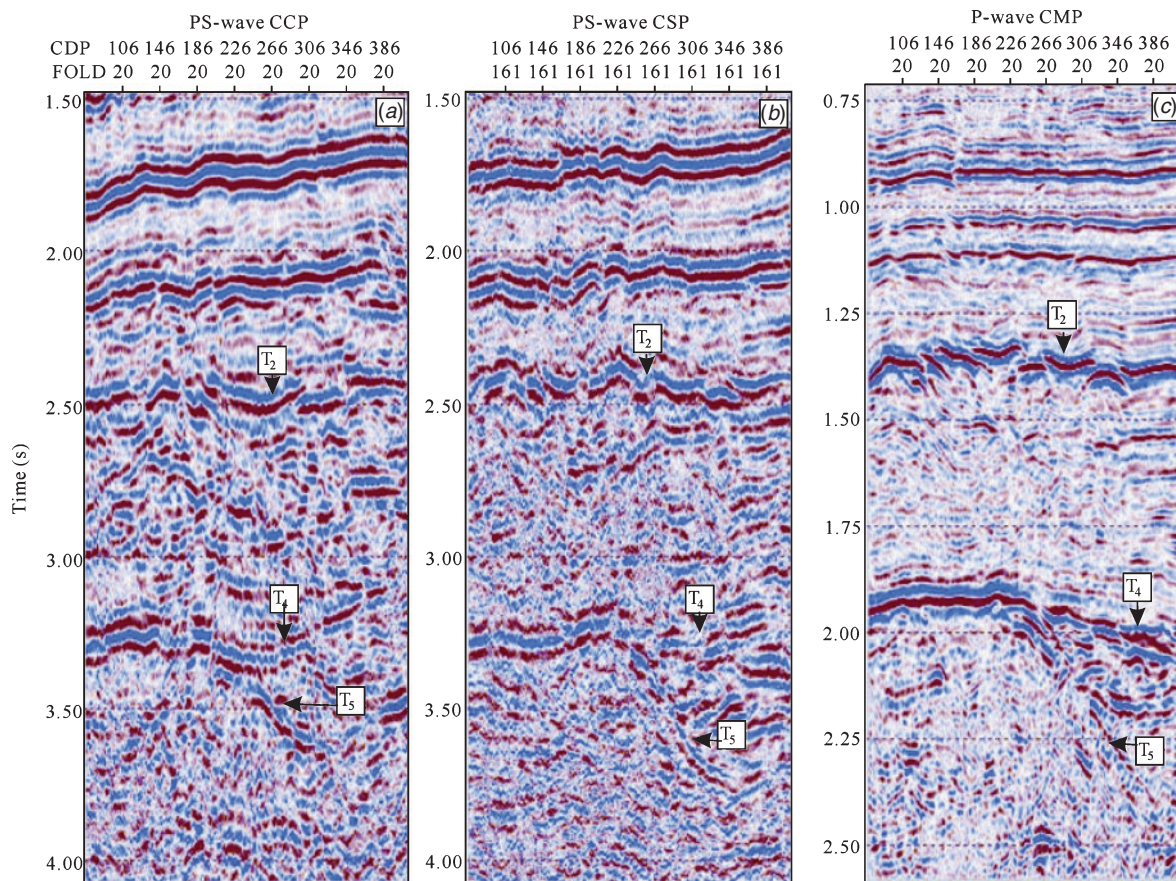 PS-wave CCP
CDP 106 146 186 226 266 306 346 386
FOLD 20 20 20 20 20 20 20 20
(a)
1.50
2.00
2.50
3.00
3.50
4.00
Time (s)
T2
T4
T5
PS-wave CSP
106 146 186 226 266 306 346 386
161 161 161 161 161 161 161 161
(b)
1.50
2.00
2.50
3.00
3.50
4.00
T2
T4
T5
P-wave CMP
106 146 186 226 266 306 346 386
20 20 20 20 20 20 20 20
(c)
0.75
1.00
1.25
1.50
1.75
2.00
2.25
2.50
T2
T4
T5